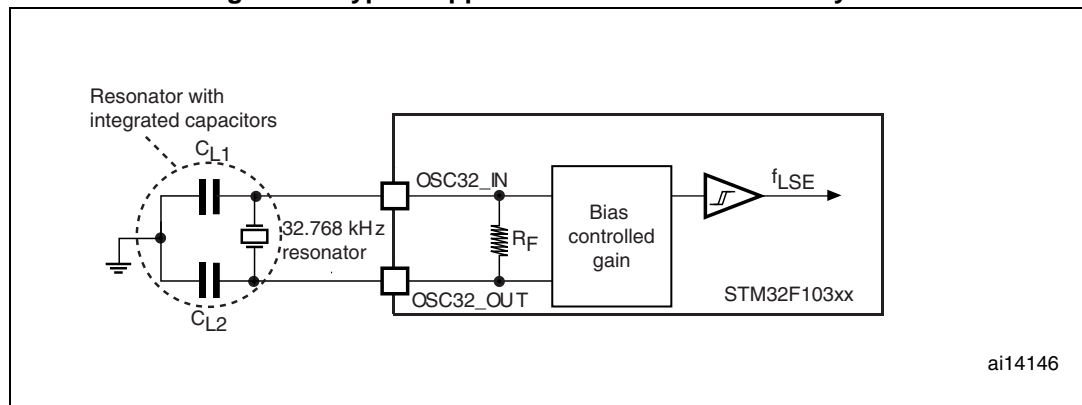 Resonator with
integrated capacitors
CL1
OSC32_IN
fLSE
32.768 kHz
resonator
RF
Bias
controlled
gain
OSC32_OUT
STM32F103xx
CL2
ai14146